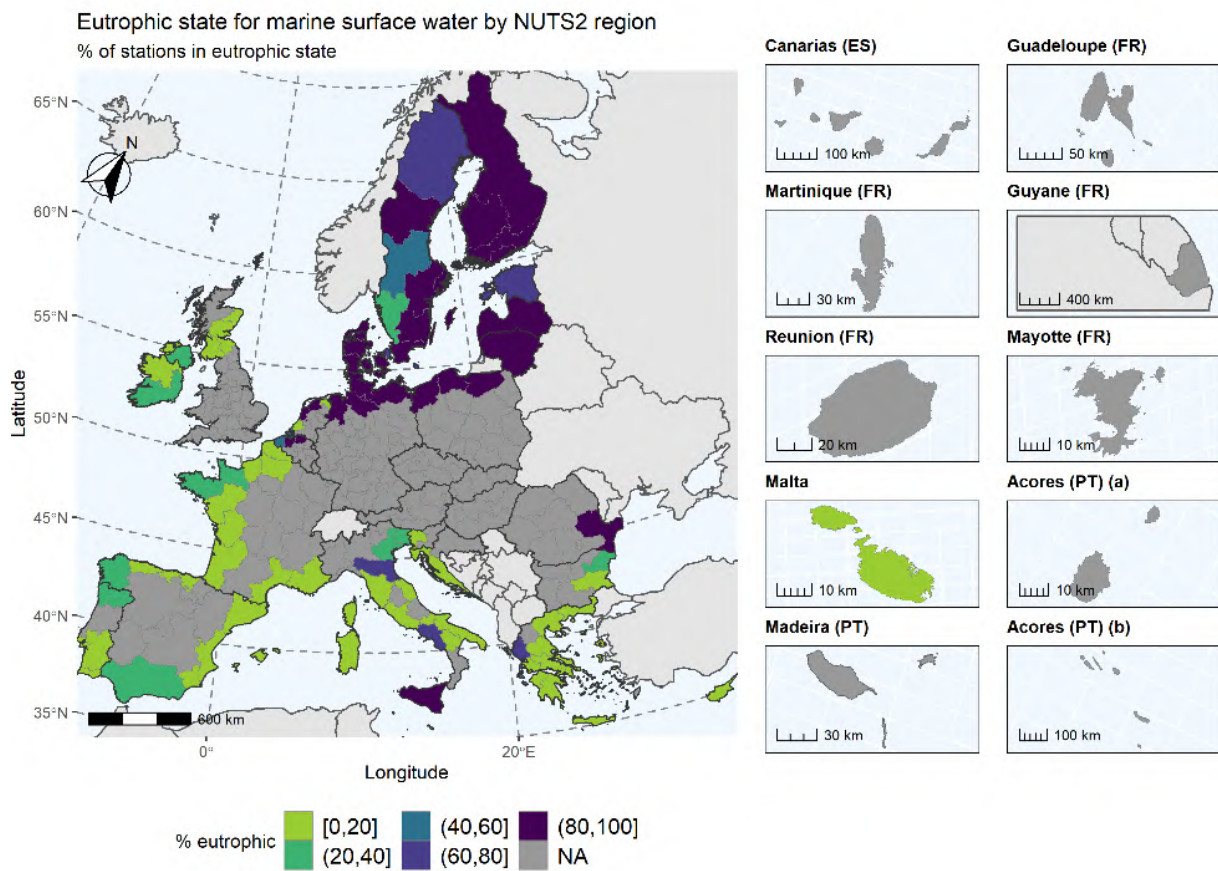 Eutrophic state for marine surface water by NUTS2 region
% of stations in eutrophic state
65°N
60°N
55°N
50°N
45°N
40°N
35°N
Latitude
N
600 km
0°
20°E
Longitude
Canarias (ES)
100 km
Guadeloupe (FR)
50 km
Martinique (FR)
30 km
Guyane (FR)
400 km
Reunion (FR)
20 km
Mayotte (FR)
10 km
Malta
10 km
Acores (PT) (a)
10 km
Madeira (PT)
30 km
Acores (PT) (b)
100 km
% eutrophic
[0,20]
(20,40]
(40,60]
(60,80]
(80,100]
NA